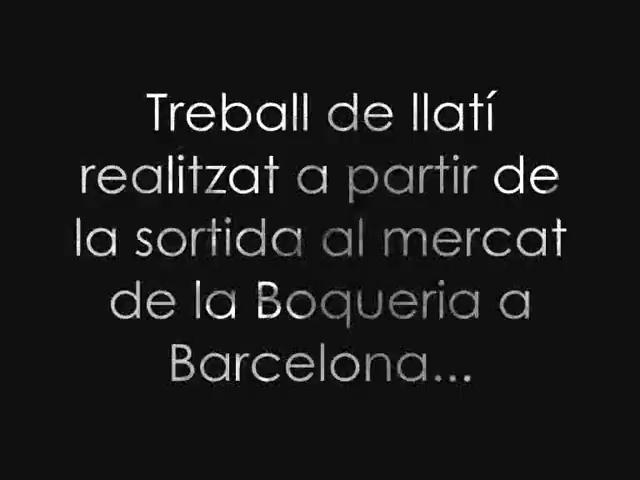 Treball de llatí
realitzat a partir de
la sortida al mercat
de la Boqueria a
Barcelona...